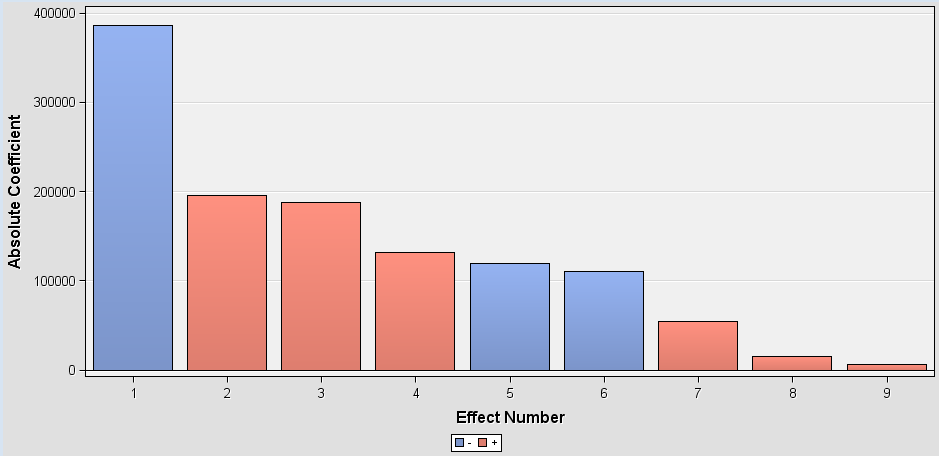 400000
300000
200000
100000
0
Absolute Coefficient
1 2 3 4 5 6 7 8 9
Effect Number
- +